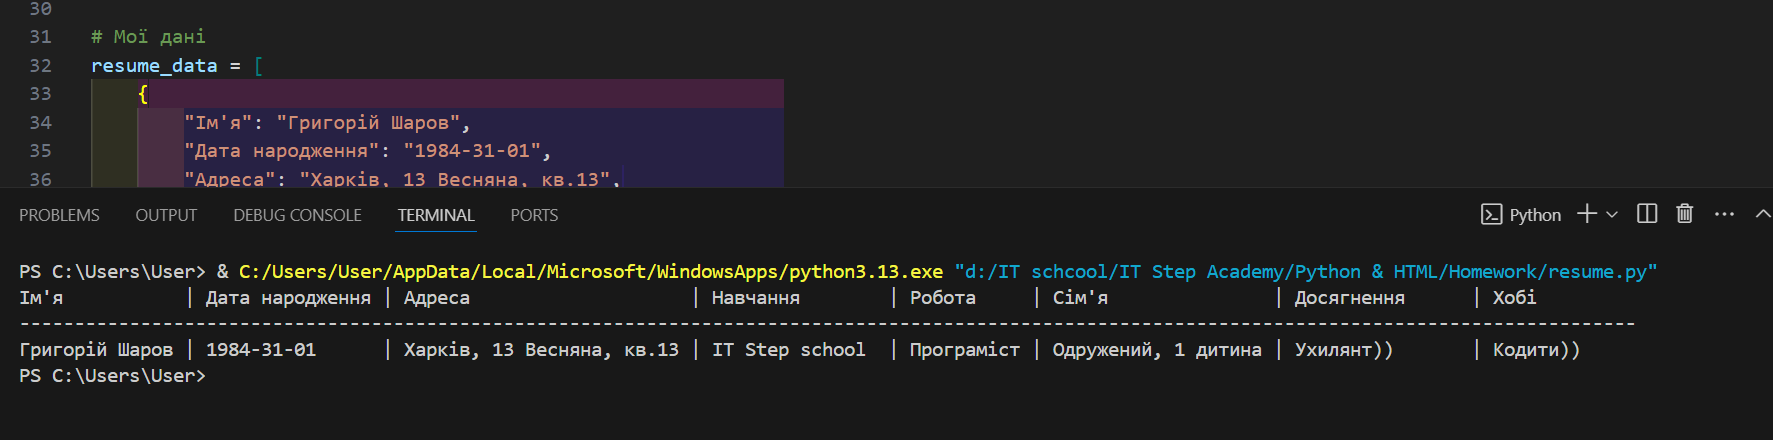 30
31 # Мої дані
32 resume_data = [
33 {
34 "Ім'я": "Григорій Шаров",
35 "Дата народження": "1984-31-01",
36 "Адреса": "Харків, 13 Весняна, кв.13",
PROBLEMS OUTPUT DEBUG CONSOLE TERMINAL PORTS Python
PS C:\Users\User> & C:/Users/User/AppData/Local/Microsoft/WindowsApps/python3.13.exe "d:/IT schcool/IT Step Academy/Python & HTML/Homework/resume.py"
Ім'я | Дата народження | Адреса | Навчання | Робота | Сім'я | Досягнення | Хобі
---------------------------------------------------------------------------------------------------------------------------------------------------
Григорій Шаров | 1984-31-01 | Харків, 13 Весняна, кв.13 | IT Step school | Програміст | Одружений, 1 дитина | Ухилянт)) | Кодити))
PS C:\Users\User>